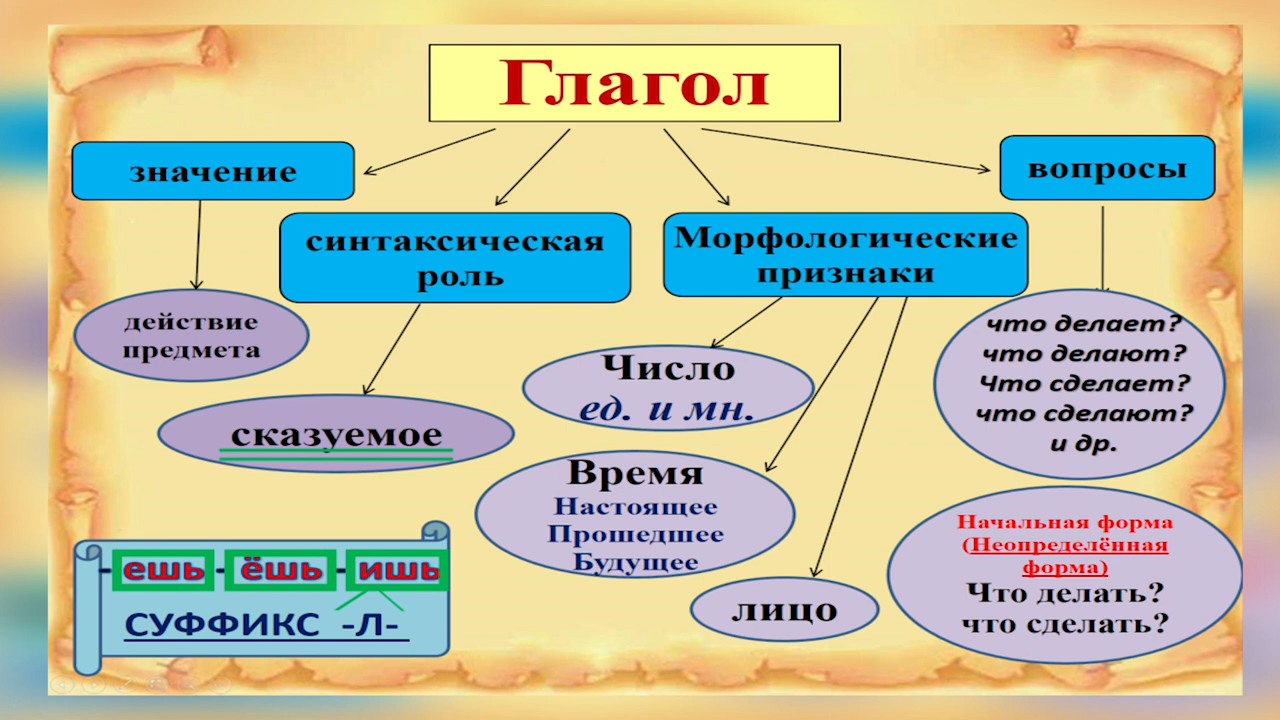 Глагол
значение
вопросы
синтаксическая
роль
Морфологические
признаки
действие
предмета
что делает?
что делают?
Что сделает?
что сделают?
и др.
Число
ед. и мн.
сказуемое
Время
Настоящее
Прошедшее
Будущее
Начальная форма
(Неопределённая
форма)
Что делать?
что сделать?
лицо
- ешь - ёшь - ишь
СУФФИКС -Л-